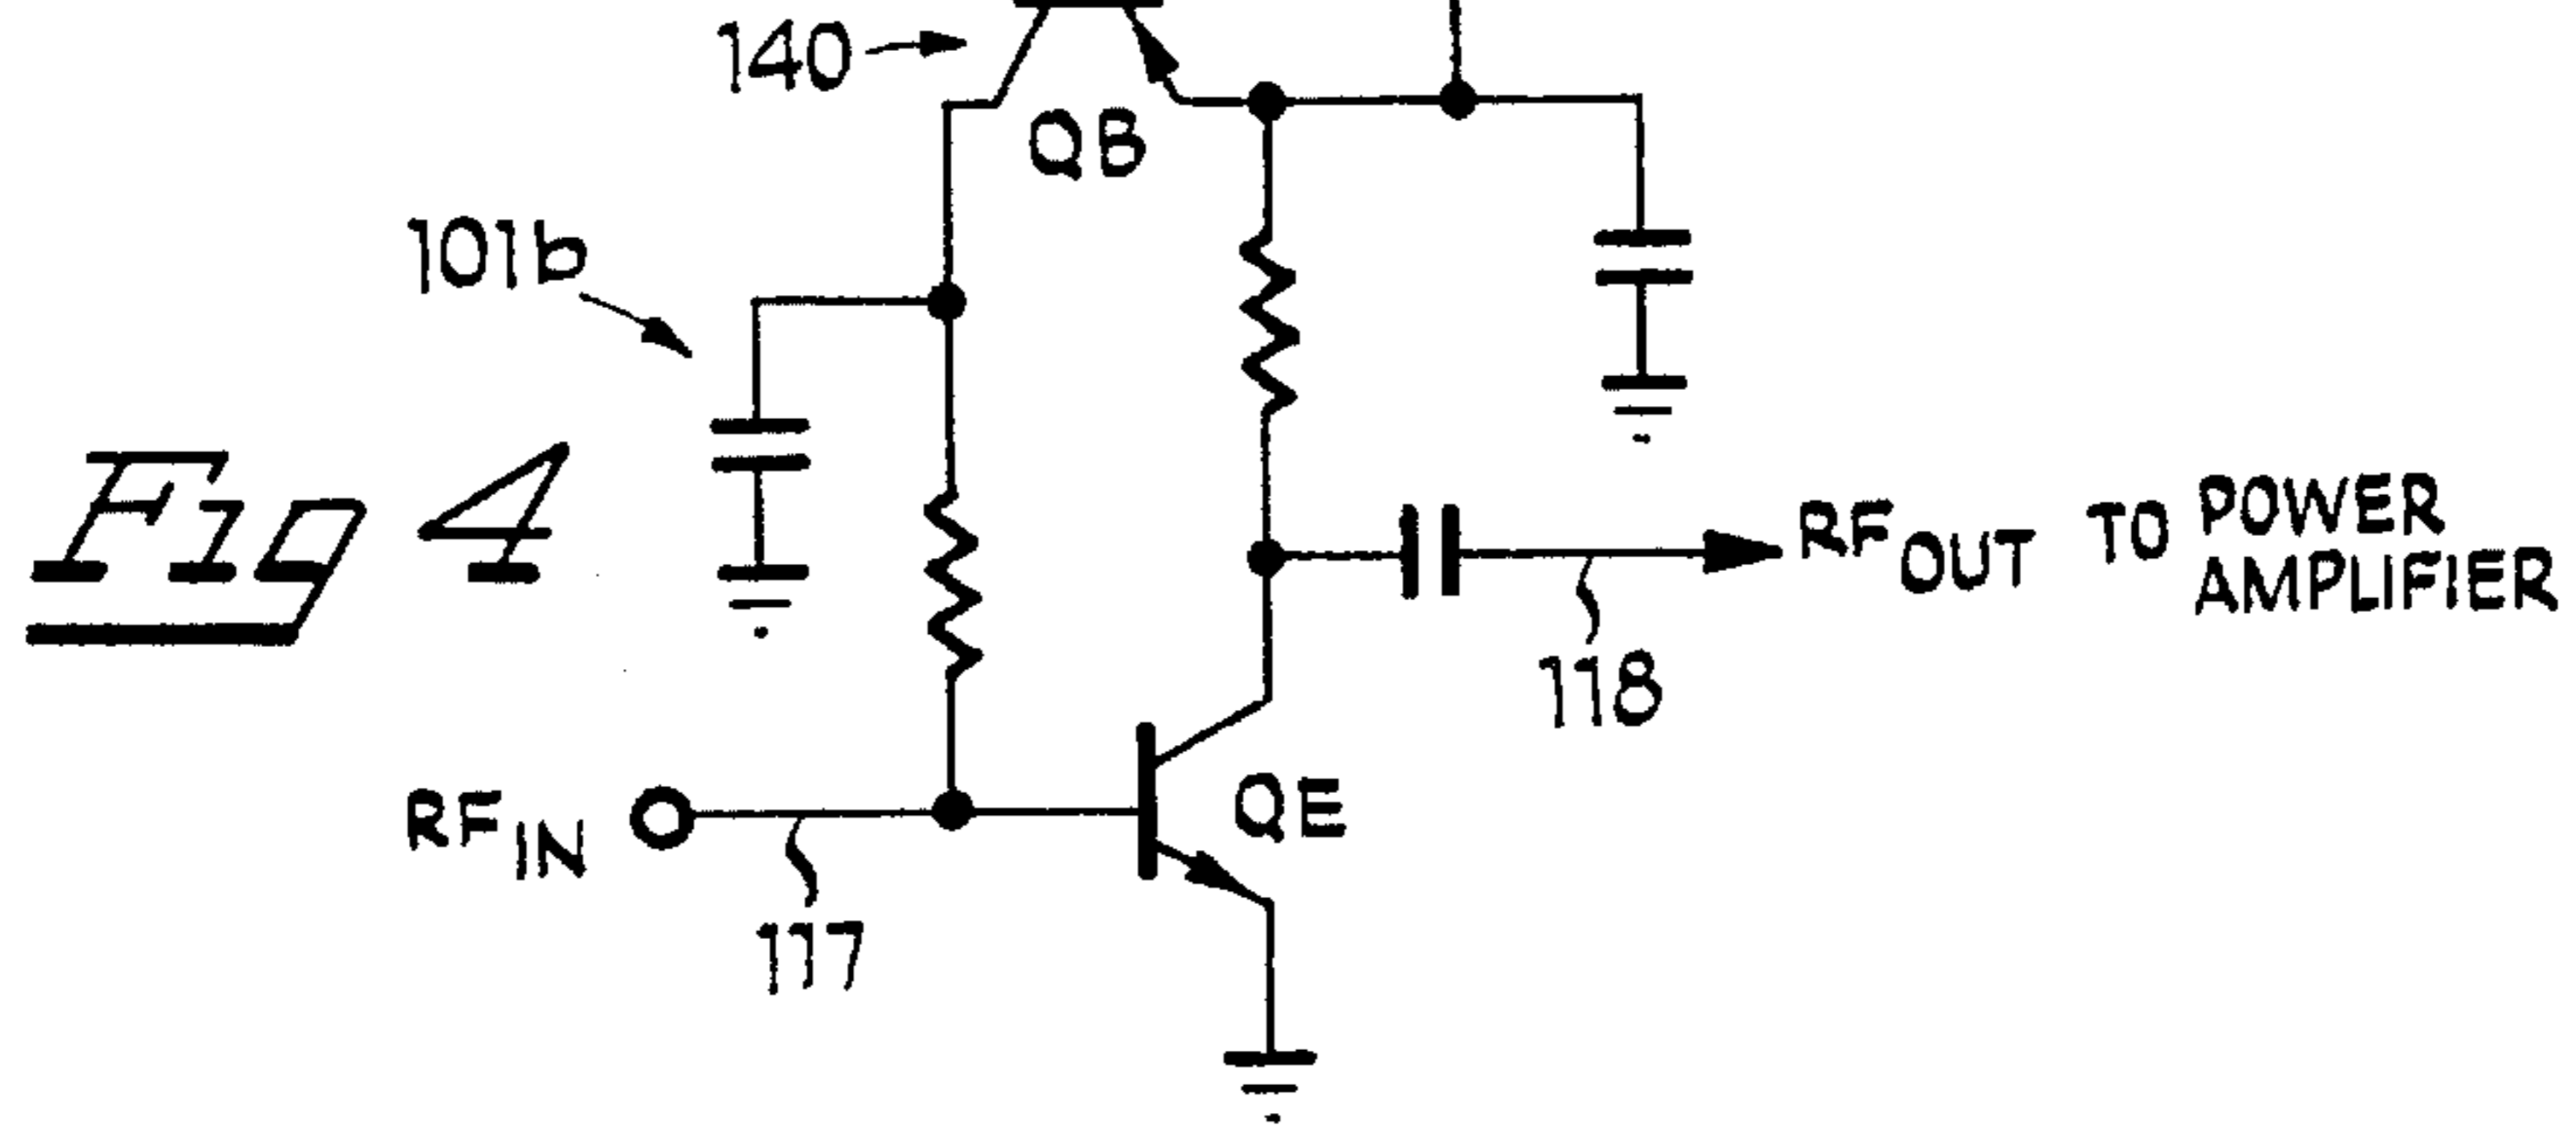 140
QB
101b
Fig 4
RF OUT TO POWER AMPLIFIER
118
RF IN
QE
117